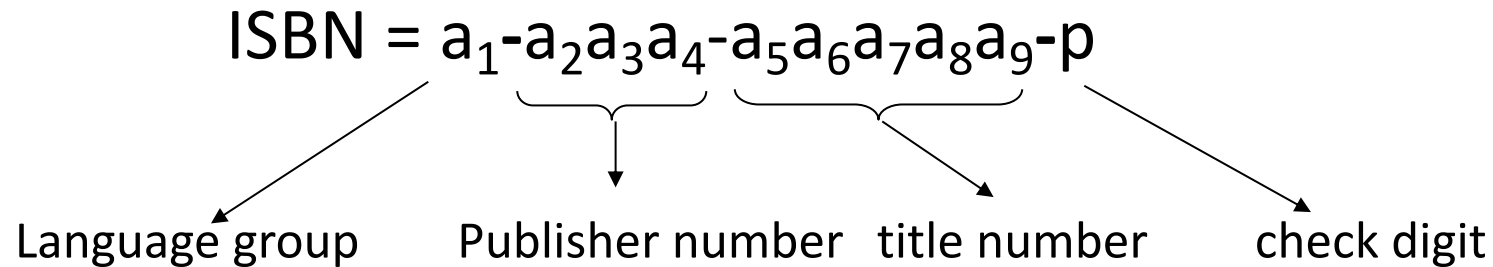 ISBN = a₁-a₂a₃a₄-a₅a₆a₇a₈a₉-p
Language group Publisher number title number check digit